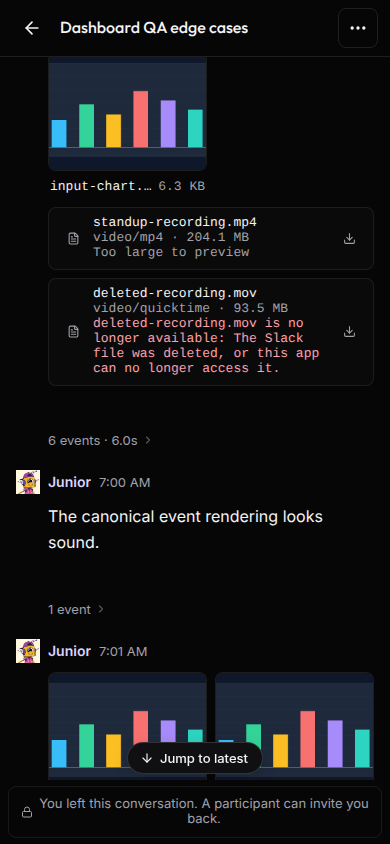 Dashboard QA edge cases
input-chart.… 6.3 KB
standup-recording.mp4
video/mp4 · 204.1 MB
Too large to preview
deleted-recording.mov
video/quicktime · 93.5 MB
deleted-recording.mov is no
longer available: The Slack
file was deleted, or this app
can no longer access it.
6 events · 6.0s
Junior 7:00 AM
The canonical event rendering looks
sound.
1 event
Junior 7:01 AM
Jump to latest
You left this conversation. A participant can invite you
back.